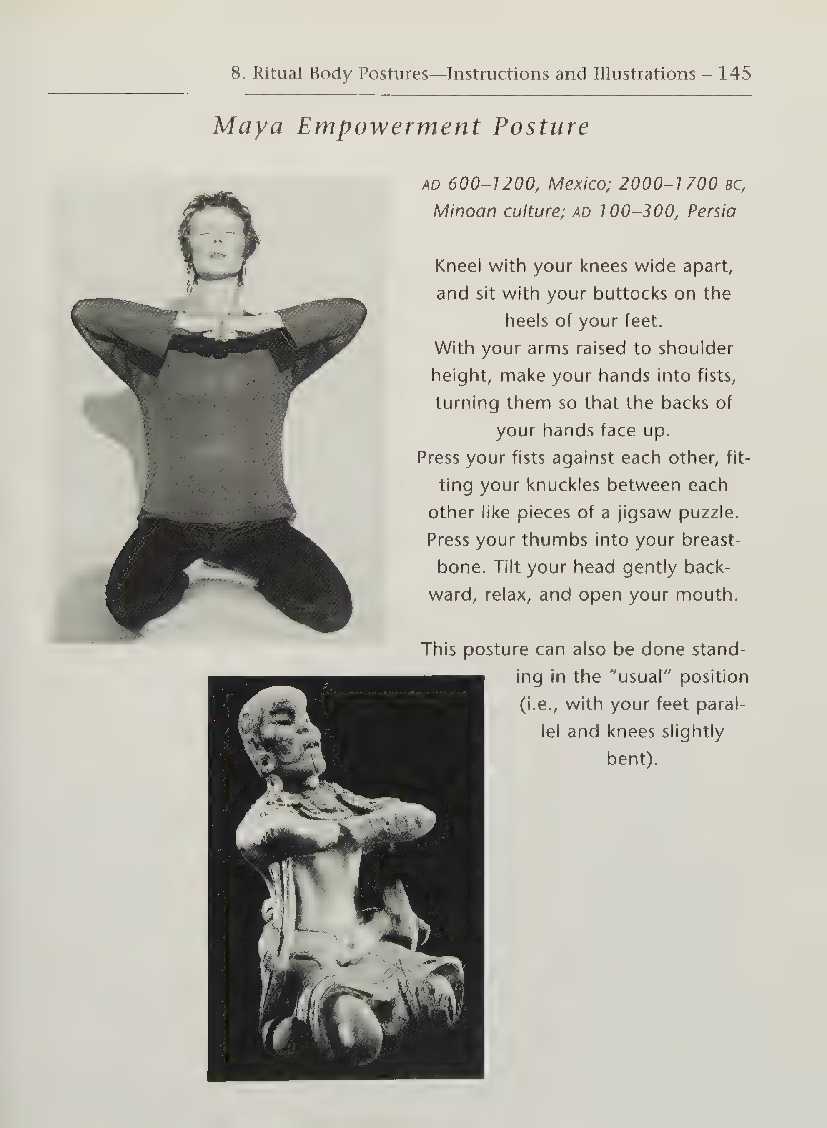 8. Ritual Body Postures—Instructions and Illustrations – 145
Maya Empowerment Posture
AD 600–1200, Mexico; 2000–1700 BC,
Minoan culture; AD 100–300, Persia
Kneel with your knees wide apart,
and sit with your buttocks on the
heels of your feet.
With your arms raised to shoulder
height, make your hands into fists,
turning them so that the backs of
your hands face up.
Press your fists against each other, fit-
ting your knuckles between each
other like pieces of a jigsaw puzzle.
Press your thumbs into your breast-
bone. Tilt your head gently back-
ward, relax, and open your mouth.
This posture can also be done stand-
ing in the "usual" position
(i.e., with your feet paral-
lel and knees slightly
bent).